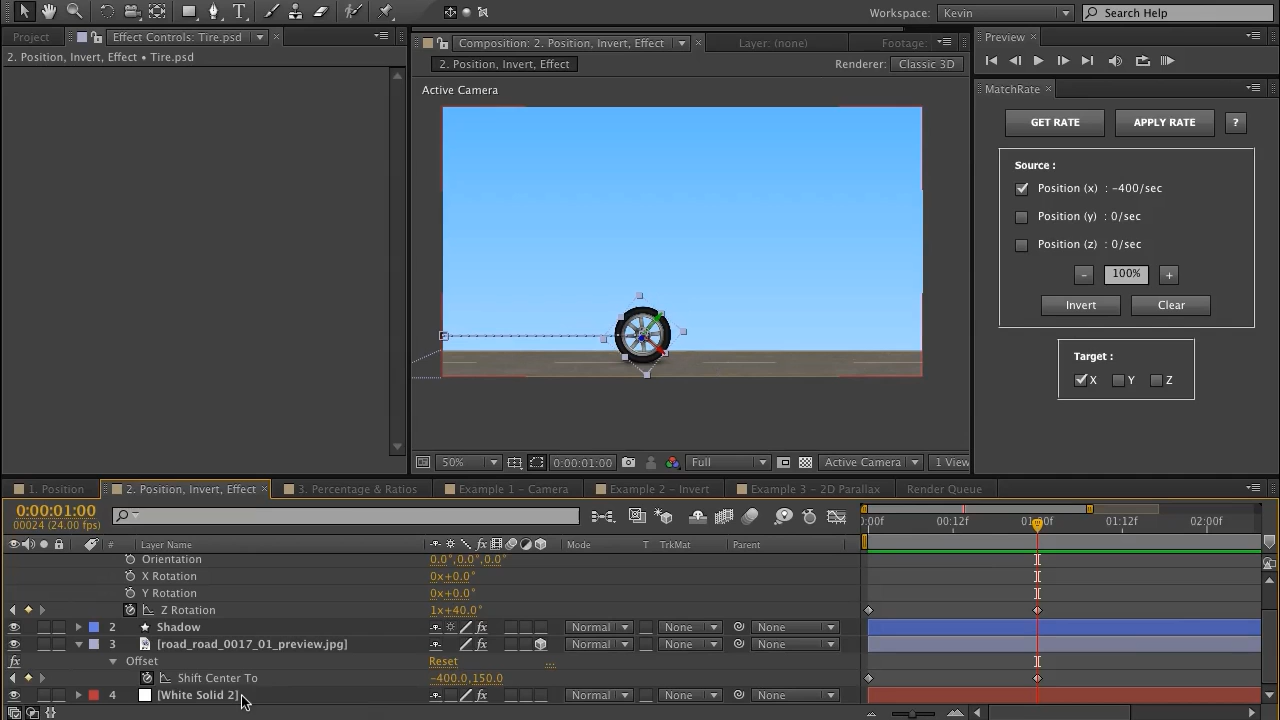 Workspace: Kevin
Search Help
Project
Effect Controls: Tire.psd
2. Position, Invert, Effect • Tire.psd
Composition: 2. Position, Invert, Effect
Layer: (none)
Footage:
2. Position, Invert, Effect
Renderer: Classic 3D
Active Camera
50%
0:00:01:00
Full
Active Camera
1 View
Preview
MatchRate
GET RATE
APPLY RATE
?
Source :
Position (x) : -400/sec
Position (y) : 0/sec
Position (z) : 0/sec
-
100%
+
Invert
Clear
Target :
X
Y
Z
1. Position
2. Position, Invert, Effect
3. Percentage & Ratios
Example 1 - Camera
Example 2 - Invert
Example 3 - 2D Parallax
Render Queue
0:00:01:00
00024 (24.00 fps)
:00f
00:12f
01:00f
01:12f
02:00f
#
Layer Name
Mode
T
TrkMat
Parent
Orientation
0.0°,0.0°,0.0°
X Rotation
0x+0.0°
Y Rotation
0x+0.0°
Z Rotation
1x+40.0°
2
Shadow
Normal
None
None
3
[road_road_0017_01_preview.jpg]
Normal
None
None
fx
Offset
Reset
...
Shift Center To
-400.0,150.0
4
[White Solid 2]
Normal
None
None